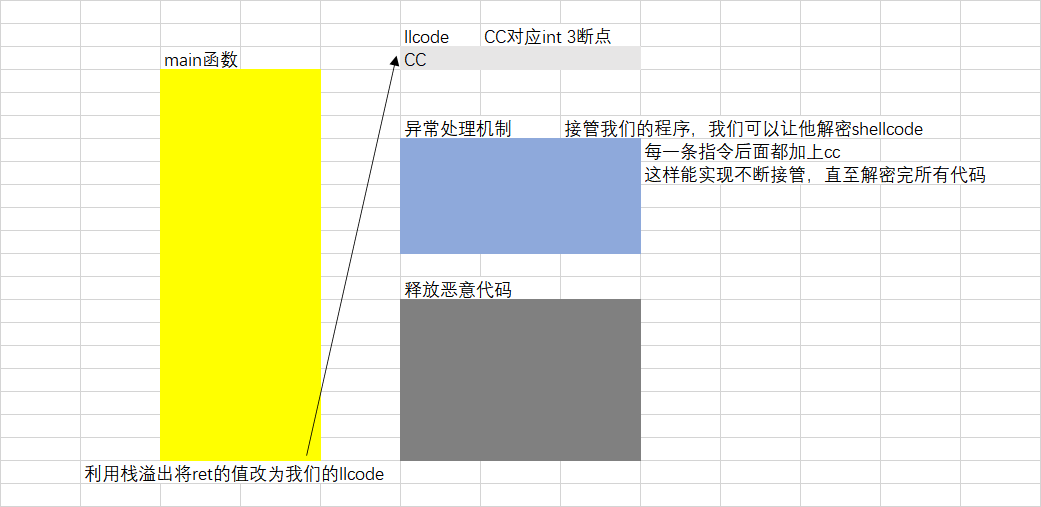 llcode CC对应int 3断点
main函数 CC
异常处理机制 接管我们的程序，我们可以让他解密shellcode
每一条指令后面都加上cc
这样能实现不断接管，直至解密完所有代码
释放恶意代码
利用栈溢出将ret的值改为我们的llcode